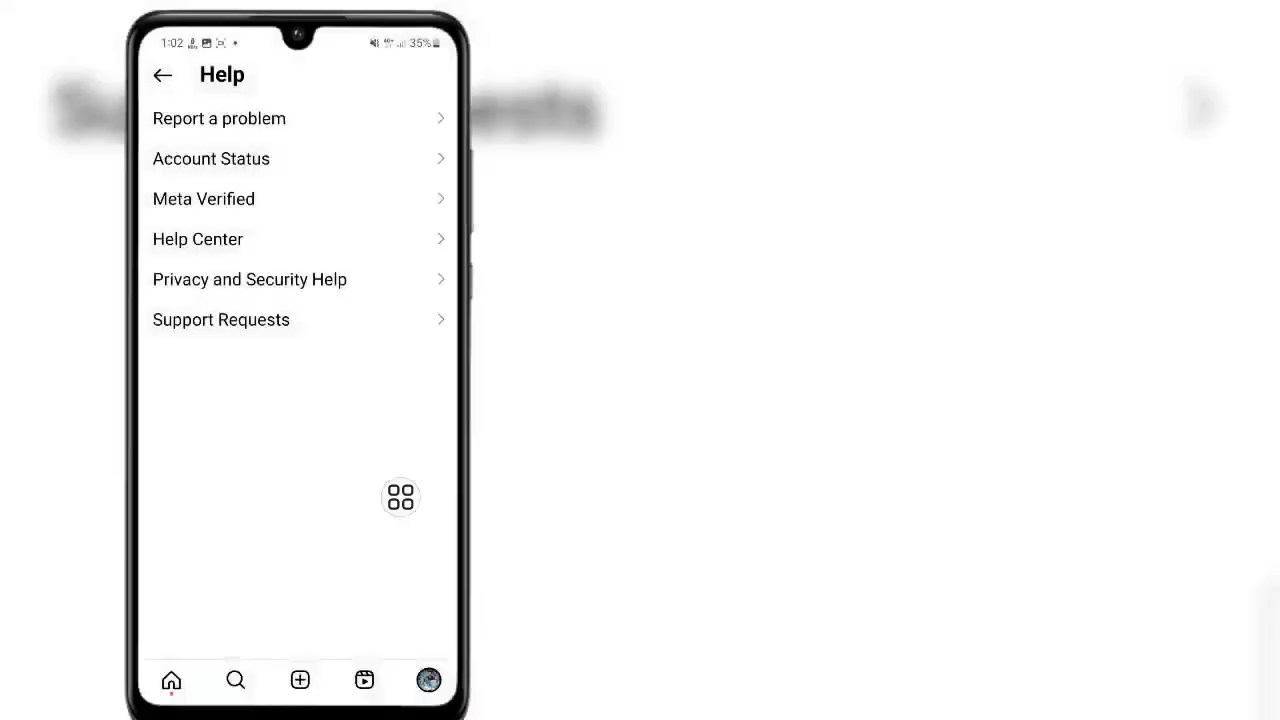 1:02
35%
Help
Report a problem
Account Status
Meta Verified
Help Center
Privacy and Security Help
Support Requests